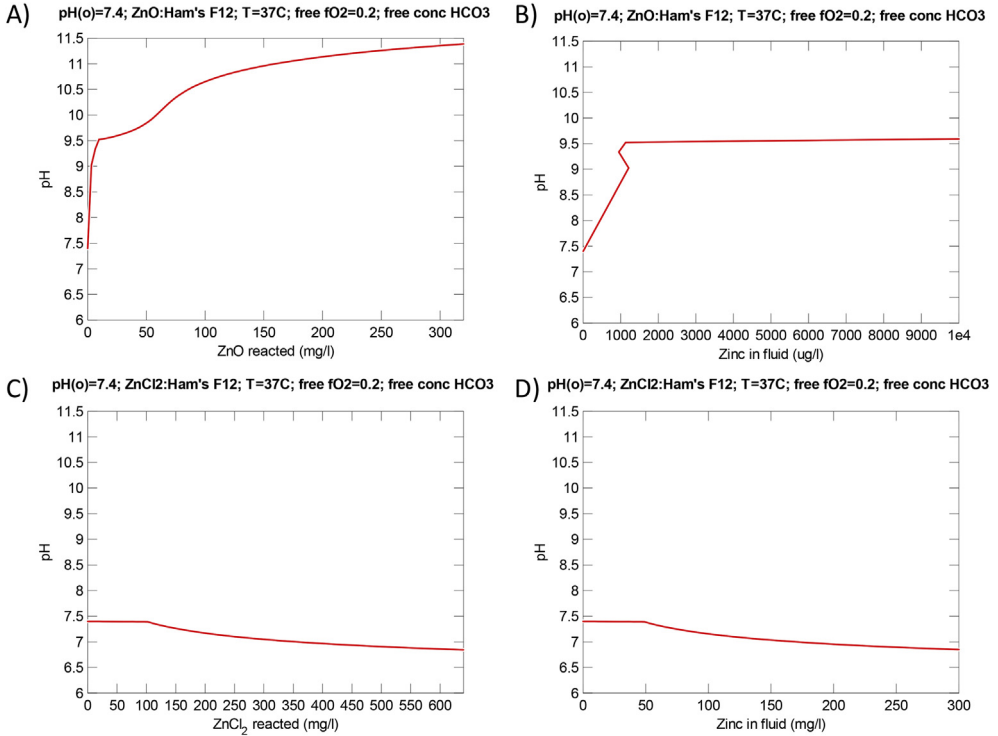 A)
pH(o)=7.4; ZnO:Ham's F12; T=37C; free fO2=0.2; free conc HCO3
11.5
11
10.5
10
9.5
9
8.5
8
7.5
7
6.5
6
pH
0 50 100 150 200 250 300
ZnO reacted (mg/l)
B)
pH(o)=7.4; ZnO:Ham's F12; T=37C; free fO2=0.2; free conc HCO3
11.5
11
10.5
10
9.5
9
8.5
8
7.5
7
6.5
6
pH
0 1000 2000 3000 4000 5000 6000 7000 8000 9000 1e4
Zinc in fluid (ug/l)
C)
pH(o)=7.4; ZnCl2:Ham's F12; T=37C; free fO2=0.2; free conc HCO3
11.5
11
10.5
10
9.5
9
8.5
8
7.5
7
6.5
6
pH
0 50 100 150 200 250 300 350 400 450 500 550 600
ZnCl2 reacted (mg/l)
D)
pH(o)=7.4; ZnCl2:Ham's F12; T=37C; free fO2=0.2; free conc HCO3
11.5
11
10.5
10
9.5
9
8.5
8
7.5
7
6.5
6
pH
0 50 100 150 200 250 300
Zinc in fluid (mg/l)